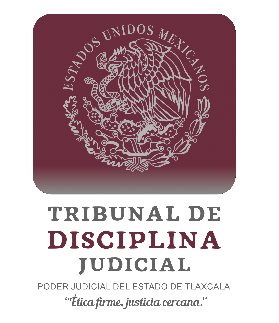 ESTADOS UNIDOS MEXICANOS
TRIBUNAL DE
DISCIPLINA
JUDICIAL
PODER JUDICIAL DEL ESTADO DE TLAXCALA
"Ética firme, justicia cercana."